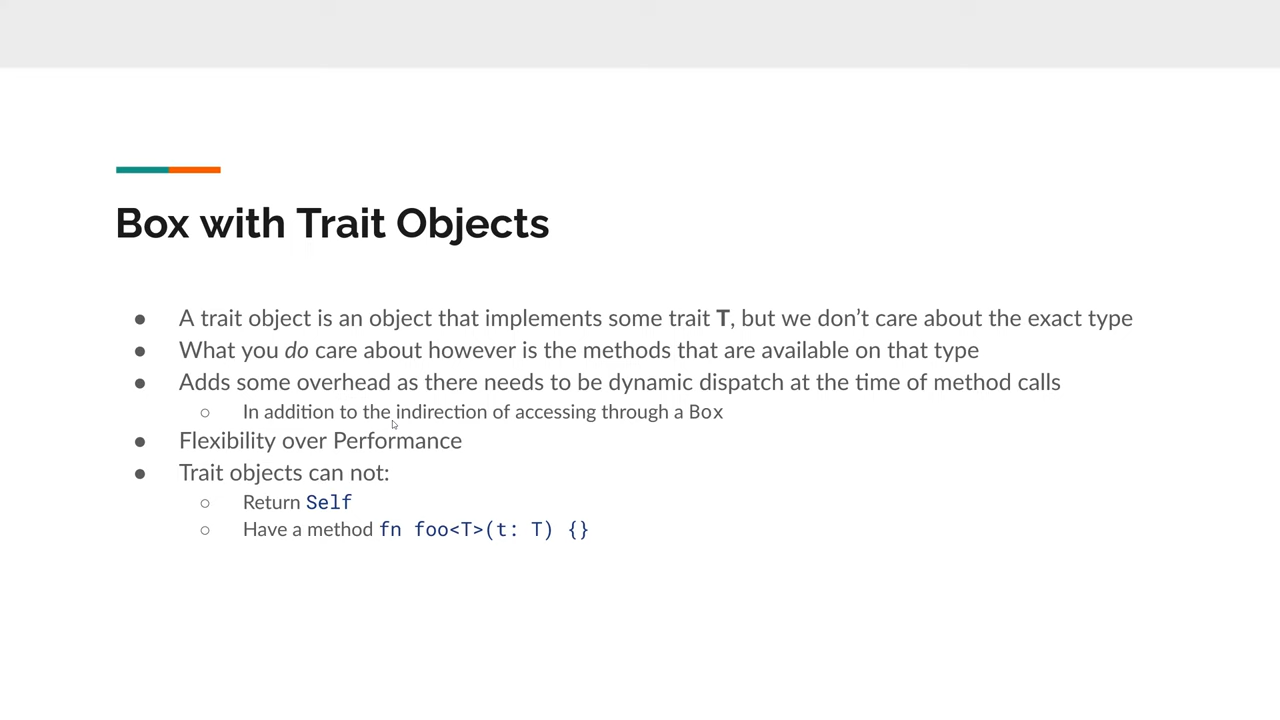 Box with Trait Objects
● A trait object is an object that implements some trait T, but we don’t care about the exact type
● What you do care about however is the methods that are available on that type
● Adds some overhead as there needs to be dynamic dispatch at the time of method calls
○ In addition to the indirection of accessing through a Box
● Flexibility over Performance
● Trait objects can not:
○ Return Self
○ Have a method fn foo<T>(t: T) {}